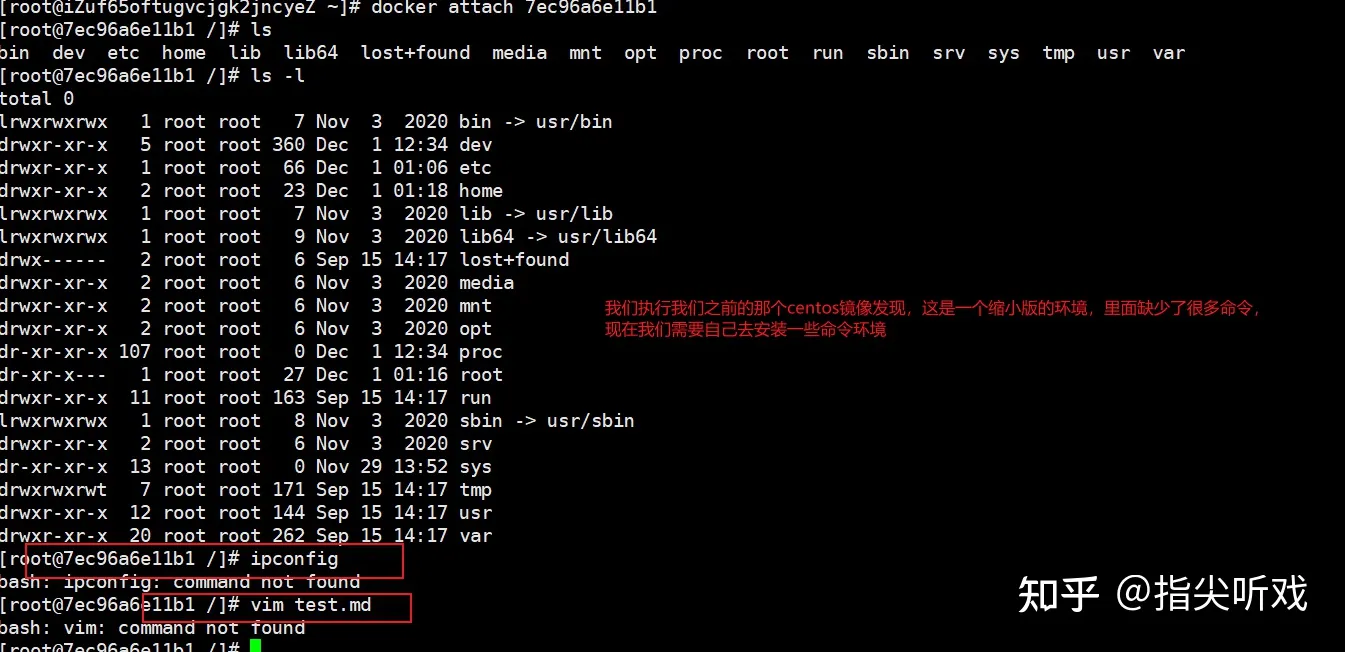 [root@iZuf65oftugvcjgk2jncyeZ ~]# docker attach 7ec96a6e11b1
[root@7ec96a6e11b1 /]# ls
bin  dev  etc  home  lib  lib64  lost+found  media  mnt  opt  proc  root  run  sbin  srv  sys  tmp  usr  var
[root@7ec96a6e11b1 /]# ls -l
total 0
lrwxrwxrwx   1 root root   7 Nov  3  2020 bin -> usr/bin
drwxr-xr-x   5 root root 360 Dec  1 12:34 dev
drwxr-xr-x   1 root root  66 Dec  1 01:06 etc
drwxr-xr-x   2 root root  23 Dec  1 01:18 home
lrwxrwxrwx   1 root root   7 Nov  3  2020 lib -> usr/lib
lrwxrwxrwx   1 root root   9 Nov  3  2020 lib64 -> usr/lib64
drwx------   2 root root   6 Sep 15 14:17 lost+found
drwxr-xr-x   2 root root   6 Nov  3  2020 media
drwxr-xr-x   2 root root   6 Nov  3  2020 mnt
我们执行我们之前的那个centos镜像发现，这是一个缩小版的环境，里面缺少了很多命令，
drwxr-xr-x   2 root root   6 Nov  3  2020 opt
现在我们需要自己去安装一些命令环境
dr-xr-xr-x 107 root root   0 Dec  1 12:34 proc
dr-xr-x---   1 root root  27 Dec  1 01:16 root
drwxr-xr-x  11 root root 163 Sep 15 14:17 run
lrwxrwxrwx   1 root root   8 Nov  3  2020 sbin -> usr/sbin
drwxr-xr-x   2 root root   6 Nov  3  2020 srv
dr-xr-xr-x  13 root root   0 Nov 29 13:52 sys
drwxrwxrwt   7 root root 171 Sep 15 14:17 tmp
drwxr-xr-x  12 root root 144 Sep 15 14:17 usr
drwxr-xr-x  20 root root 262 Sep 15 14:17 var
[root@7ec96a6e11b1 /]# ipconfig
bash: ipconfig: command not found
[root@7ec96a6e11b1 /]# vim test.md
bash: vim: command not found
[root@7ec96a6e11b1 /]#
知乎 @指尖听戏